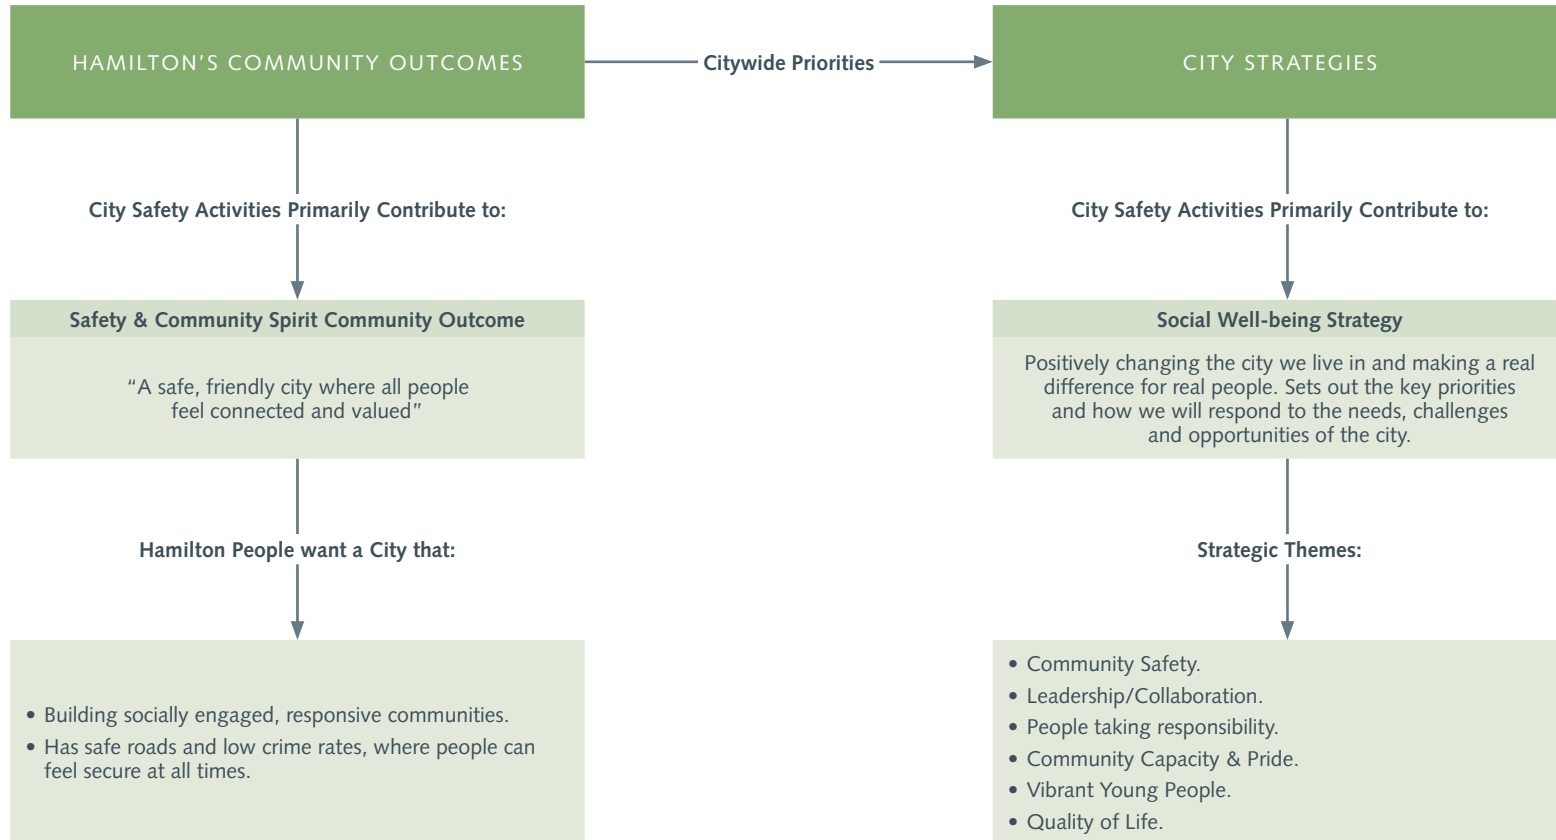 HAMILTON'S COMMUNITY OUTCOMES
Citywide Priorities
CITY STRATEGIES
City Safety Activities Primarily Contribute to:
City Safety Activities Primarily Contribute to:
Safety & Community Spirit Community Outcome
“A safe, friendly city where all people
feel connected and valued”
Social Well-being Strategy
Positively changing the city we live in and making a real
difference for real people. Sets out the key priorities
and how we will respond to the needs, challenges
and opportunities of the city.
Hamilton People want a City that:
Strategic Themes:
• Building socially engaged, responsive communities.
• Has safe roads and low crime rates, where people can
feel secure at all times.
• Community Safety.
• Leadership/Collaboration.
• People taking responsibility.
• Community Capacity & Pride.
• Vibrant Young People.
• Quality of Life.